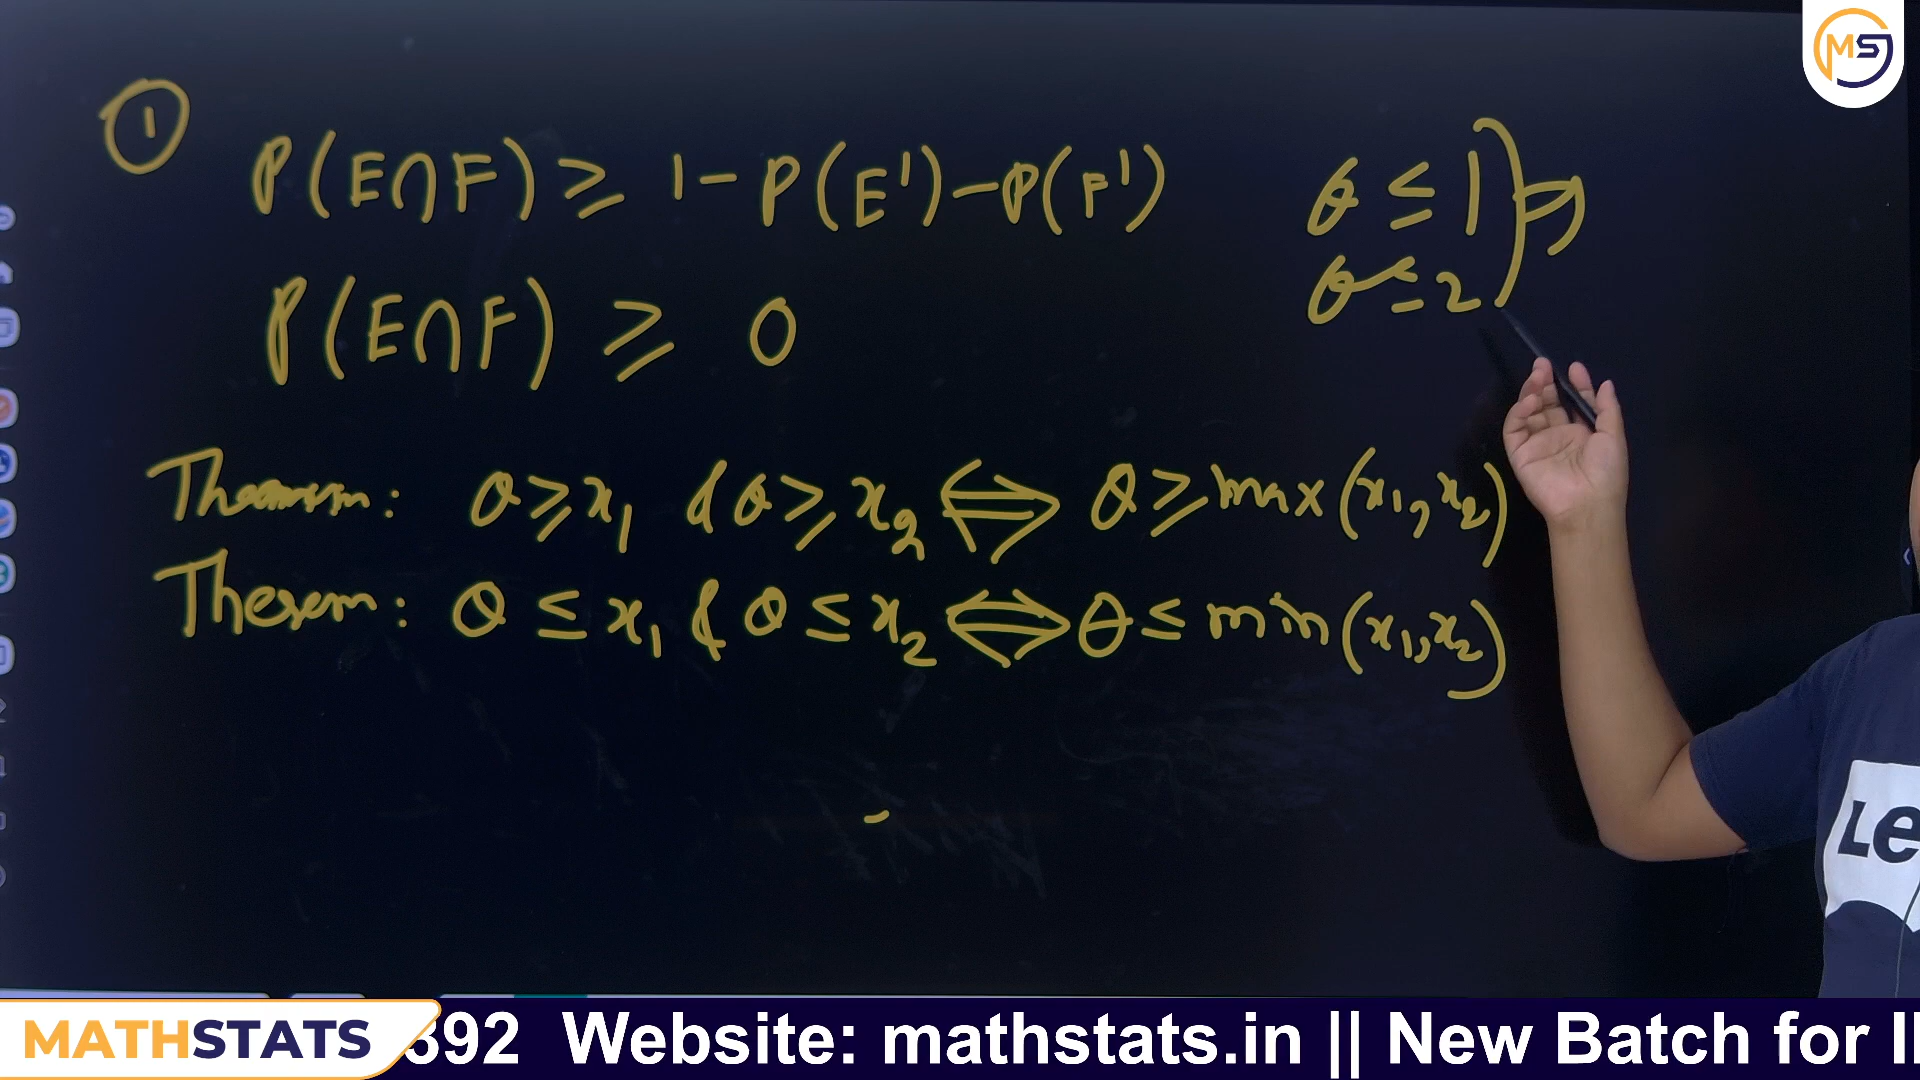 ①
P(E∩F) ≥ 1 - P(E') - P(F')
θ ≤ 1
θ ≤ 2
P(E∩F) ≥ 0
Theorem: θ ≥ x₁ & θ ≥ x₂ ⟺ θ ≥ max(x₁, x₂)
Theorem: θ ≤ x₁ & θ ≤ x₂ ⟺ θ ≤ min(x₁, x₂)
MS
Le
MATHSTATS
392 Website: mathstats.in || New Batch for I